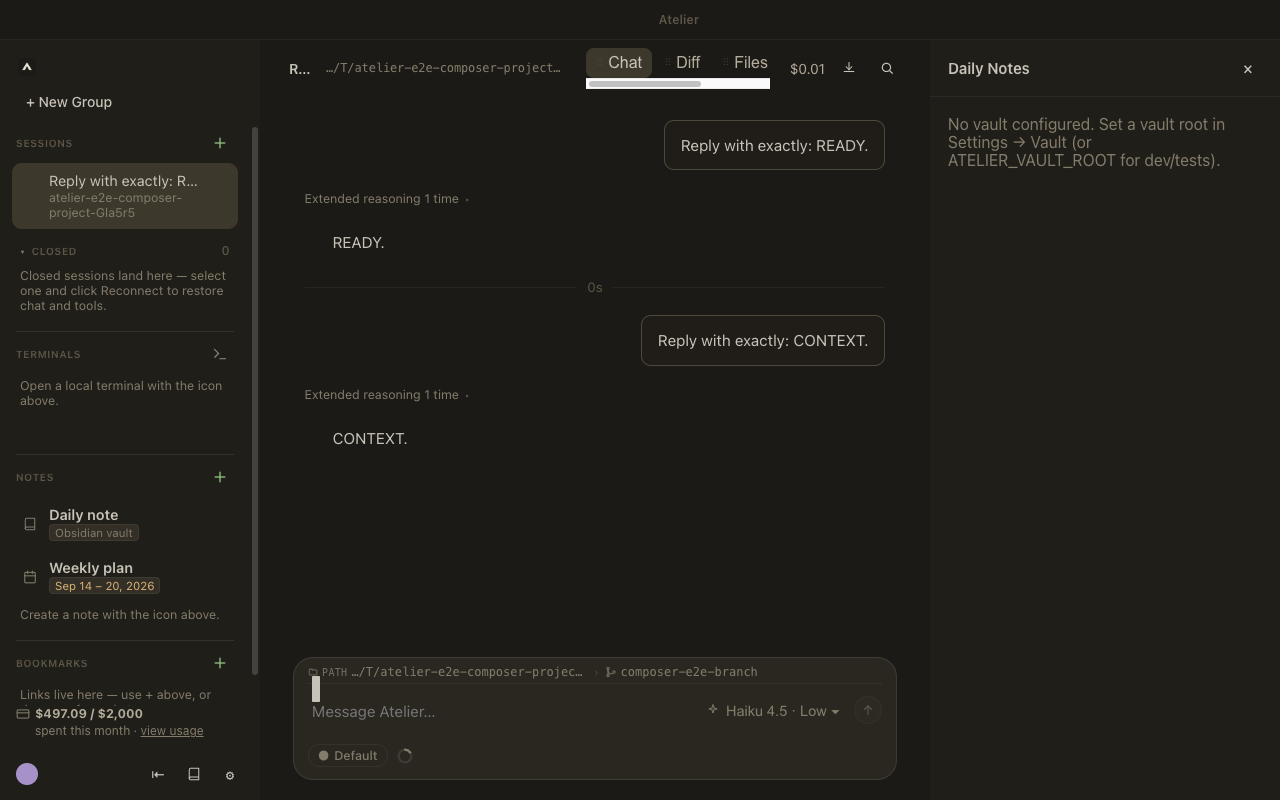 Atelier
+ New Group
SESSIONS
Reply with exactly: R...
atelier-e2e-composer-
project-Gla5r5
CLOSED 0
Closed sessions land here — select
one and click Reconnect to restore
chat and tools.
TERMINALS
Open a local terminal with the icon
above.
NOTES
Daily note
Obsidian vault
Weekly plan
Sep 14 – 20, 2026
Create a note with the icon above.
BOOKMARKS
Links live here — use + above, or
$497.09 / $2,000
spent this month · view usage
R... …/T/atelier-e2e-composer-project…
Chat Diff Files
$0.01
Reply with exactly: READY.
Extended reasoning 1 time
READY.
0s
Reply with exactly: CONTEXT.
Extended reasoning 1 time
CONTEXT.
PATH …/T/atelier-e2e-composer-projec… › composer-e2e-branch
Message Atelier...
Haiku 4.5 · Low
Default
Daily Notes
No vault configured. Set a vault root in
Settings → Vault (or
ATELIER_VAULT_ROOT for dev/tests).